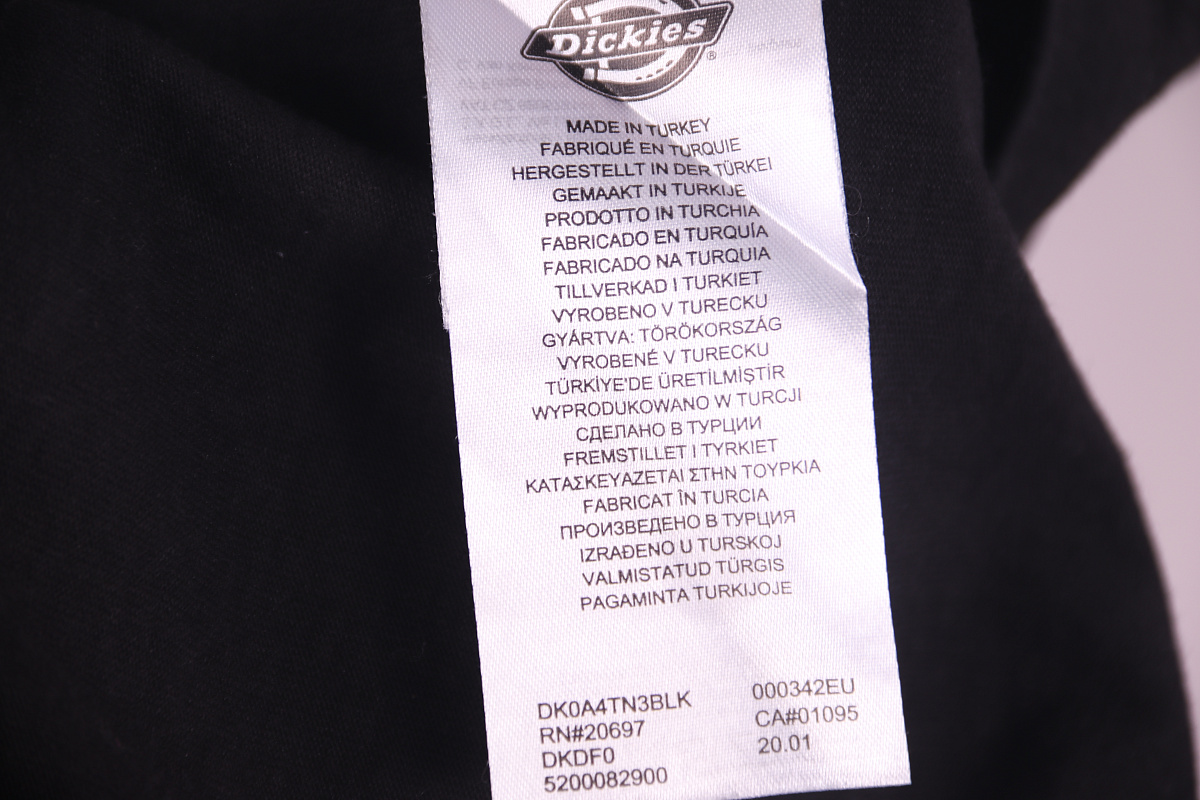 Dickies®
MADE IN TURKEY
FABRIQUÉ EN TURQUIE
HERGESTELLT IN DER TÜRKEI
GEMAAKT IN TURKIJE
PRODOTTO IN TURCHIA
FABRICADO EN TURQUÍA
FABRICADO NA TURQUIA
TILLVERKAD I TURKIET
VYROBENO V TURECKU
GYÁRTVA: TÖRÖKORSZÁG
VYROBENÉ V TURECKU
TÜRKİYE'DE ÜRETİLMİŞTİR
WYPRODUKOWANO W TURCJI
СДЕЛАНО В ТУРЦИИ
FREMSTILLET I TYRKIET
ΚΑΤΑΣΚΕΥΑΖΕΤΑΙ ΣΤΗΝ ΤΟΥΡΚΙΑ
FABRICAT ÎN TURCIA
ПРОИЗВЕДЕНО В ТУРЦИЯ
IZRAĐENO U TURSKOJ
VALMISTATUD TÜRGIS
PAGAMINTA TURKIJOJE
DK0A4TN3BLK 000342EU
RN#20697 CA#01095
DKDF0 20.01
5200082900